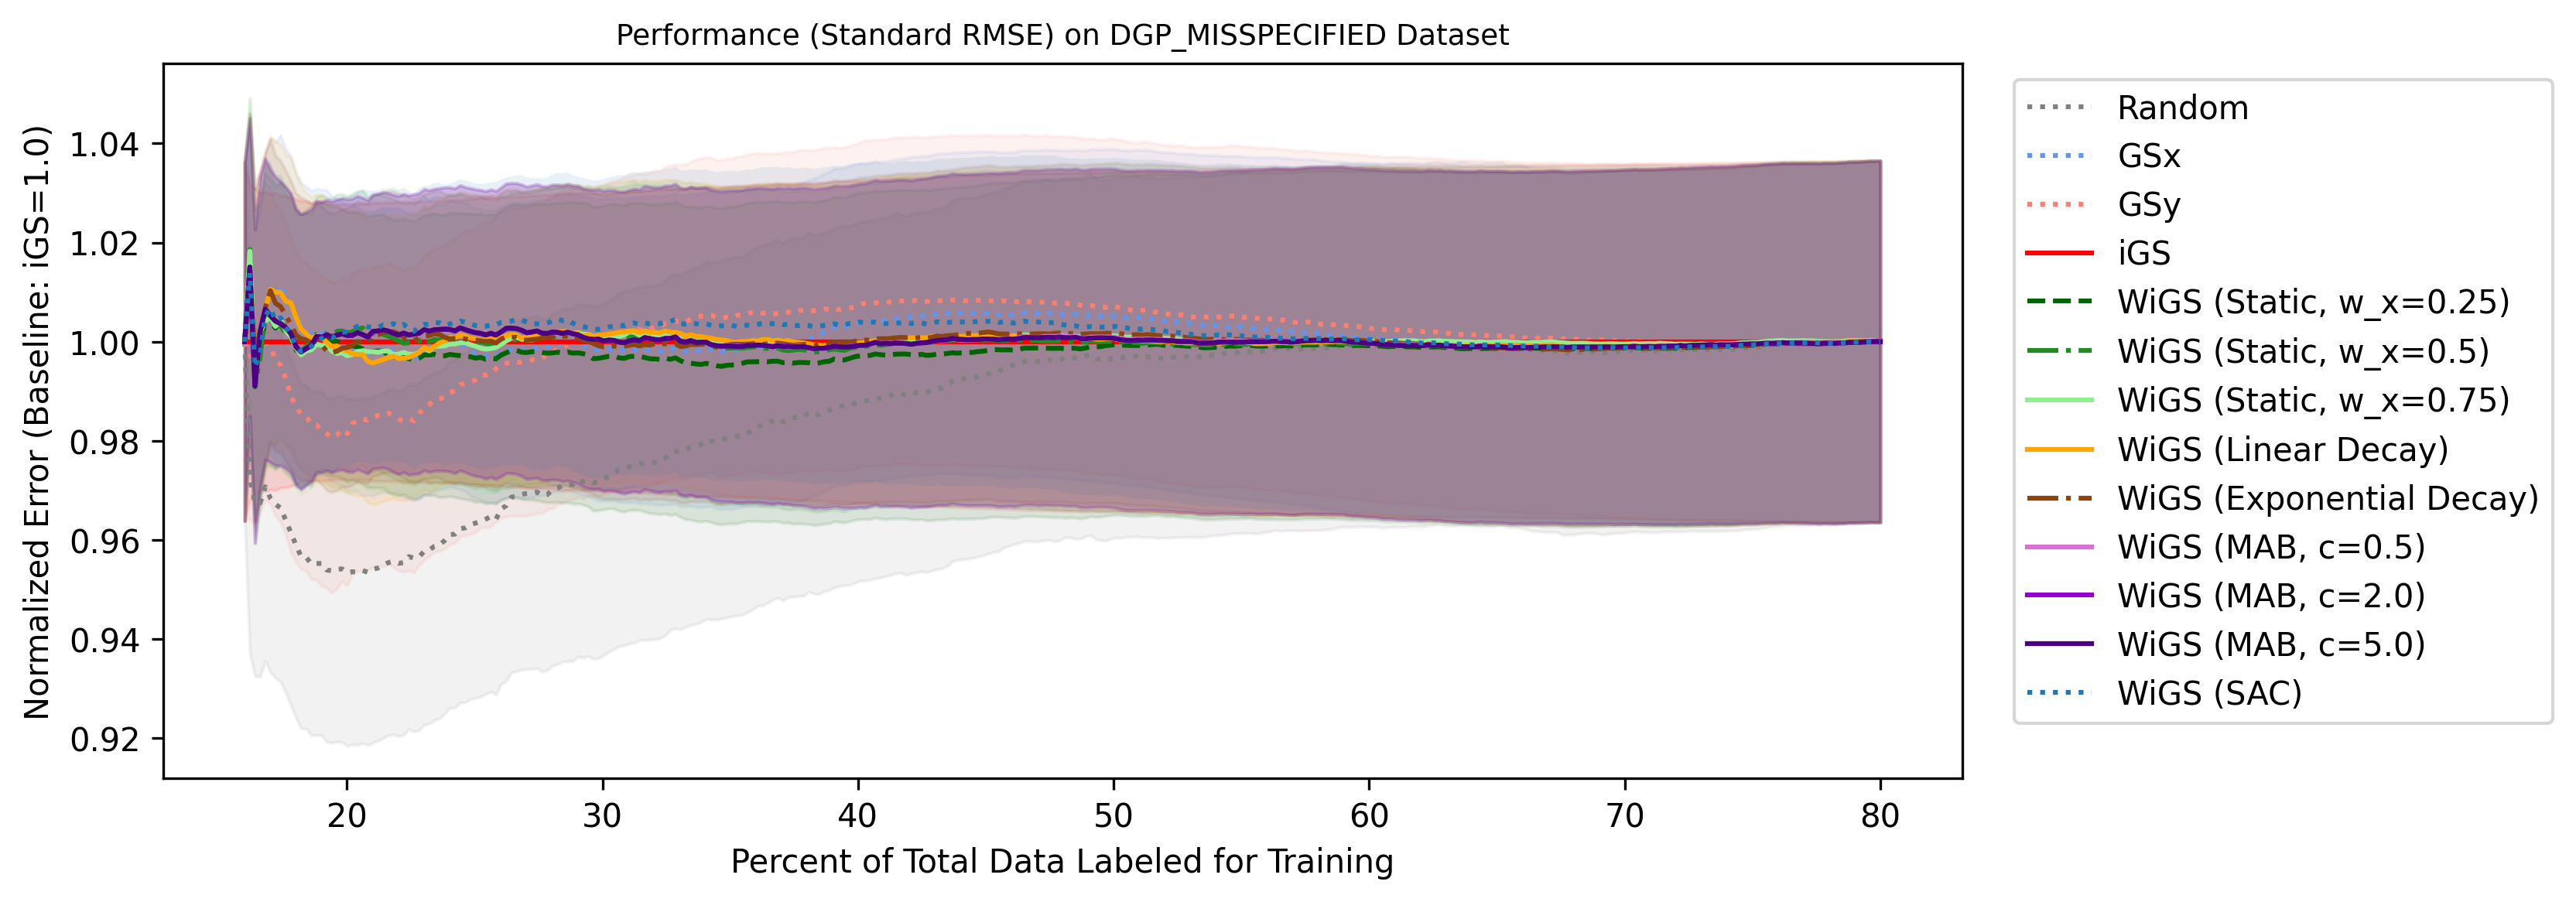 Performance (Standard RMSE) on DGP_MISSPECIFIED Dataset
Normalized Error (Baseline: iGS=1.0)
1.04
1.02
1.00
0.98
0.96
0.94
0.92
20
30
40
50
60
70
80
Percent of Total Data Labeled for Training
Random
GSx
GSy
iGS
WiGS (Static, w_x=0.25)
WiGS (Static, w_x=0.5)
WiGS (Static, w_x=0.75)
WiGS (Linear Decay)
WiGS (Exponential Decay)
WiGS (MAB, c=0.5)
WiGS (MAB, c=2.0)
WiGS (MAB, c=5.0)
WiGS (SAC)